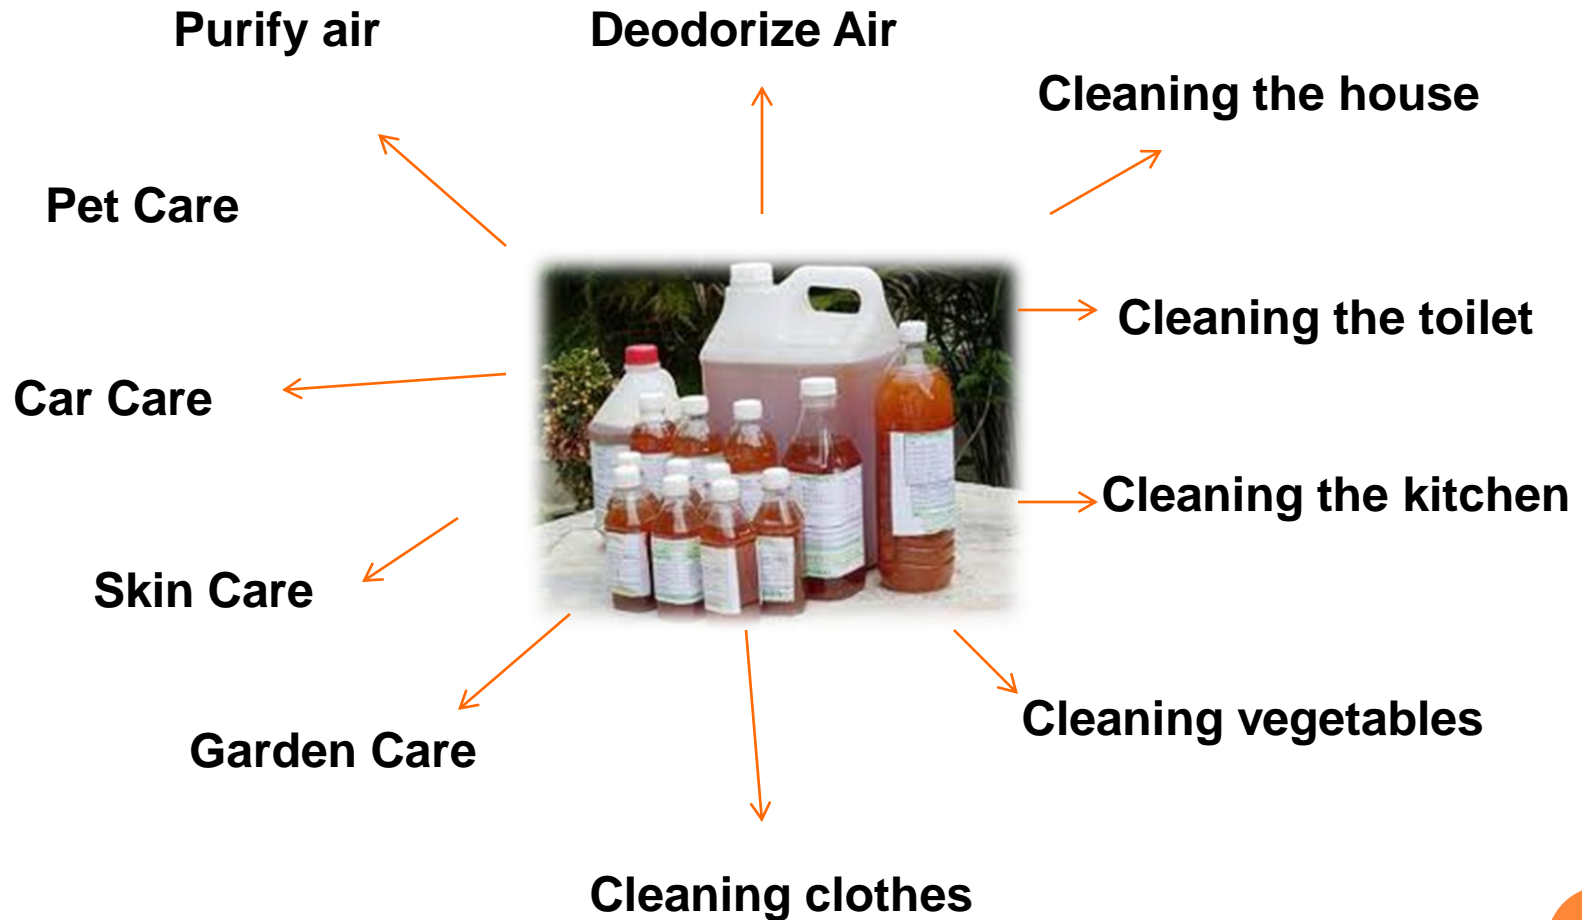 Purify air
Deodorize Air
Cleaning the house
Pet Care
Cleaning the toilet
Car Care
Cleaning the kitchen
Skin Care
Cleaning vegetables
Garden Care
Cleaning clothes